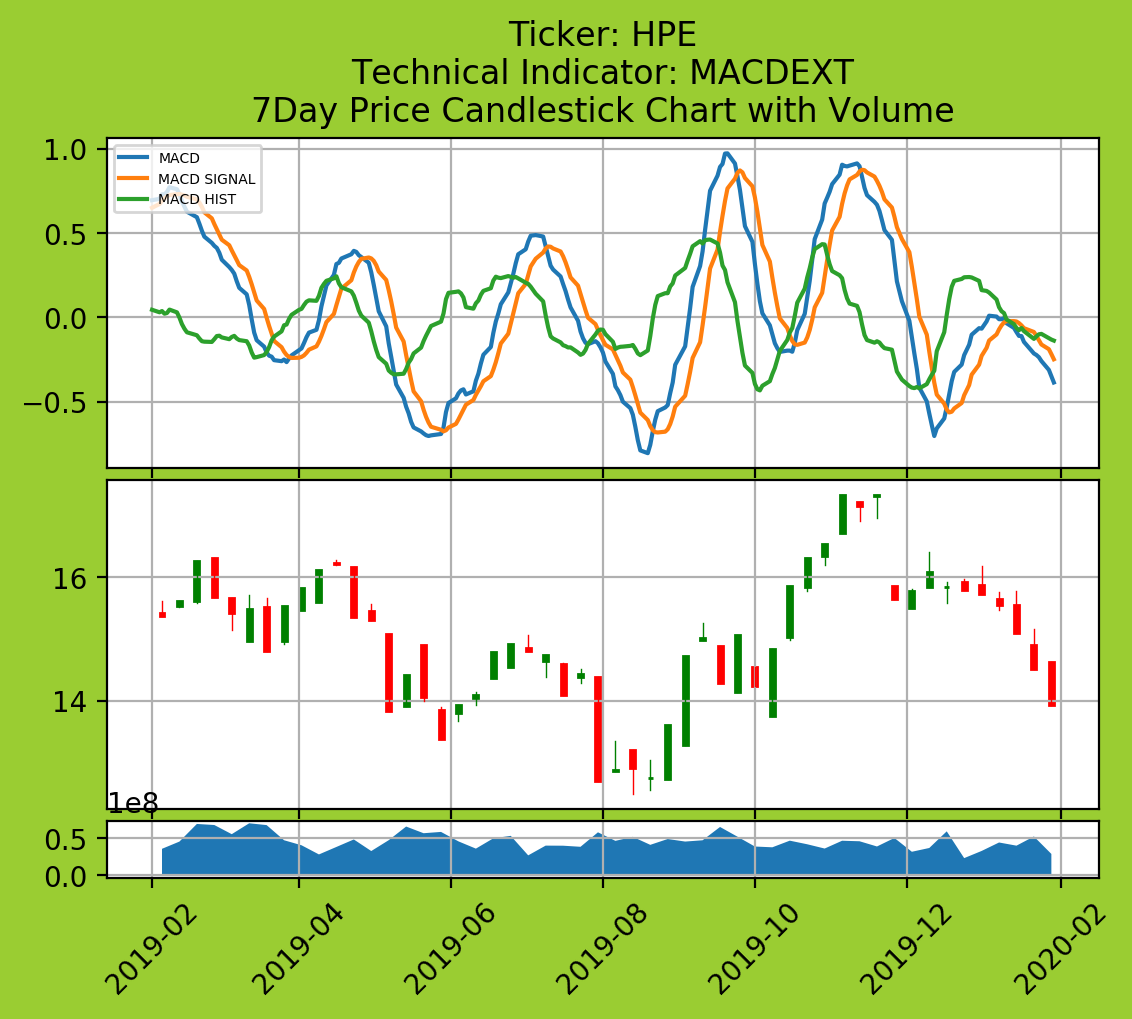 Ticker: HPE
Technical Indicator: MACDEXT
7Day Price Candlestick Chart with Volume
1.0
0.5
0.0
−0.5
MACD
MACD SIGNAL
MACD HIST
16
14
1e8
0.5
0.0
2019-02
2019-04
2019-06
2019-08
2019-10
2019-12
2020-02